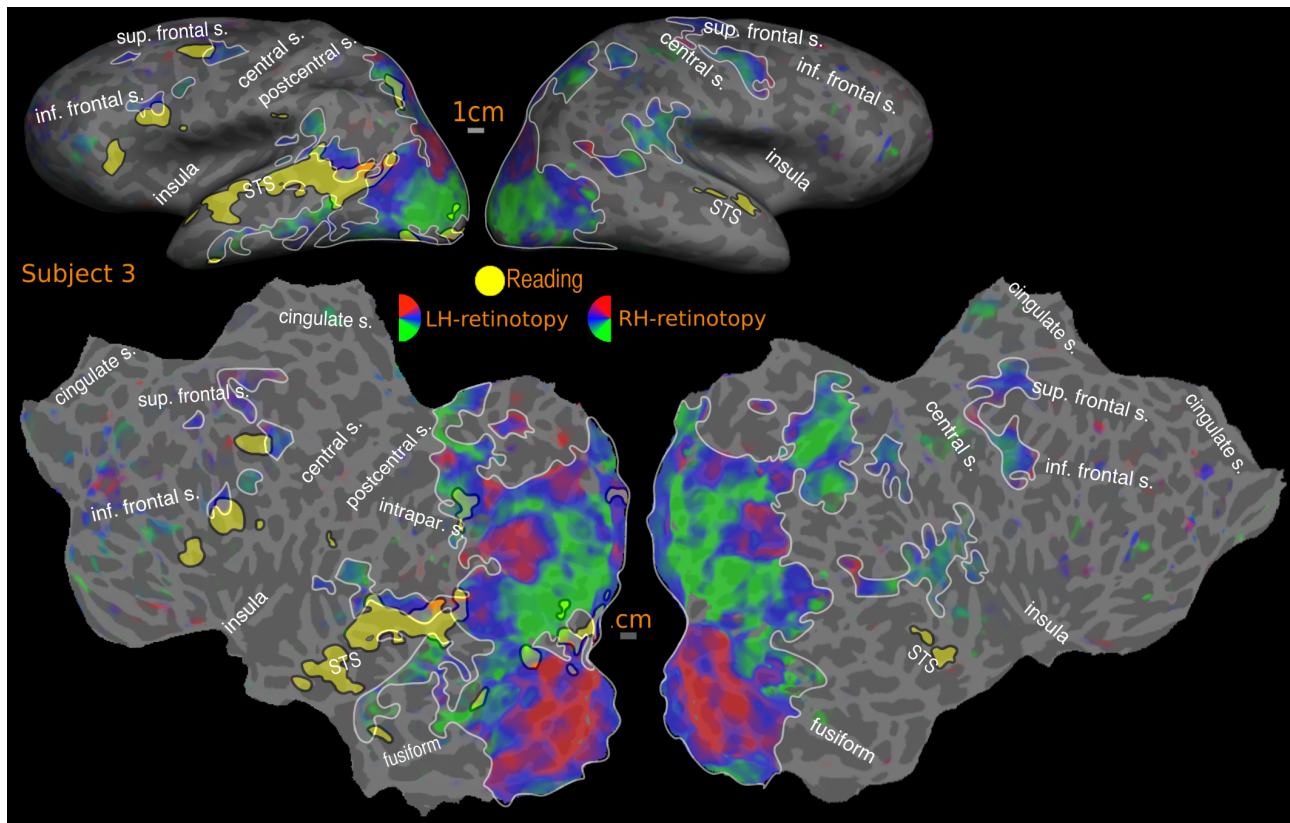 sup. frontal s.
central s.
postcentral s.
inf. frontal s.
insula
STS
1cm
sup. frontal s.
central s.
inf. frontal s.
insula
STS
Subject 3
Reading
LH-retinotopy
RH-retinotopy
cingulate s.
cingulate s.
sup. frontal s.
central s.
postcentral s.
inf. frontal s.
intrapar. s.
insula
STS
fusiform
cm
cingulate s.
sup. frontal s.
cingulate s.
central s.
inf. frontal s.
insula
STS
fusiform